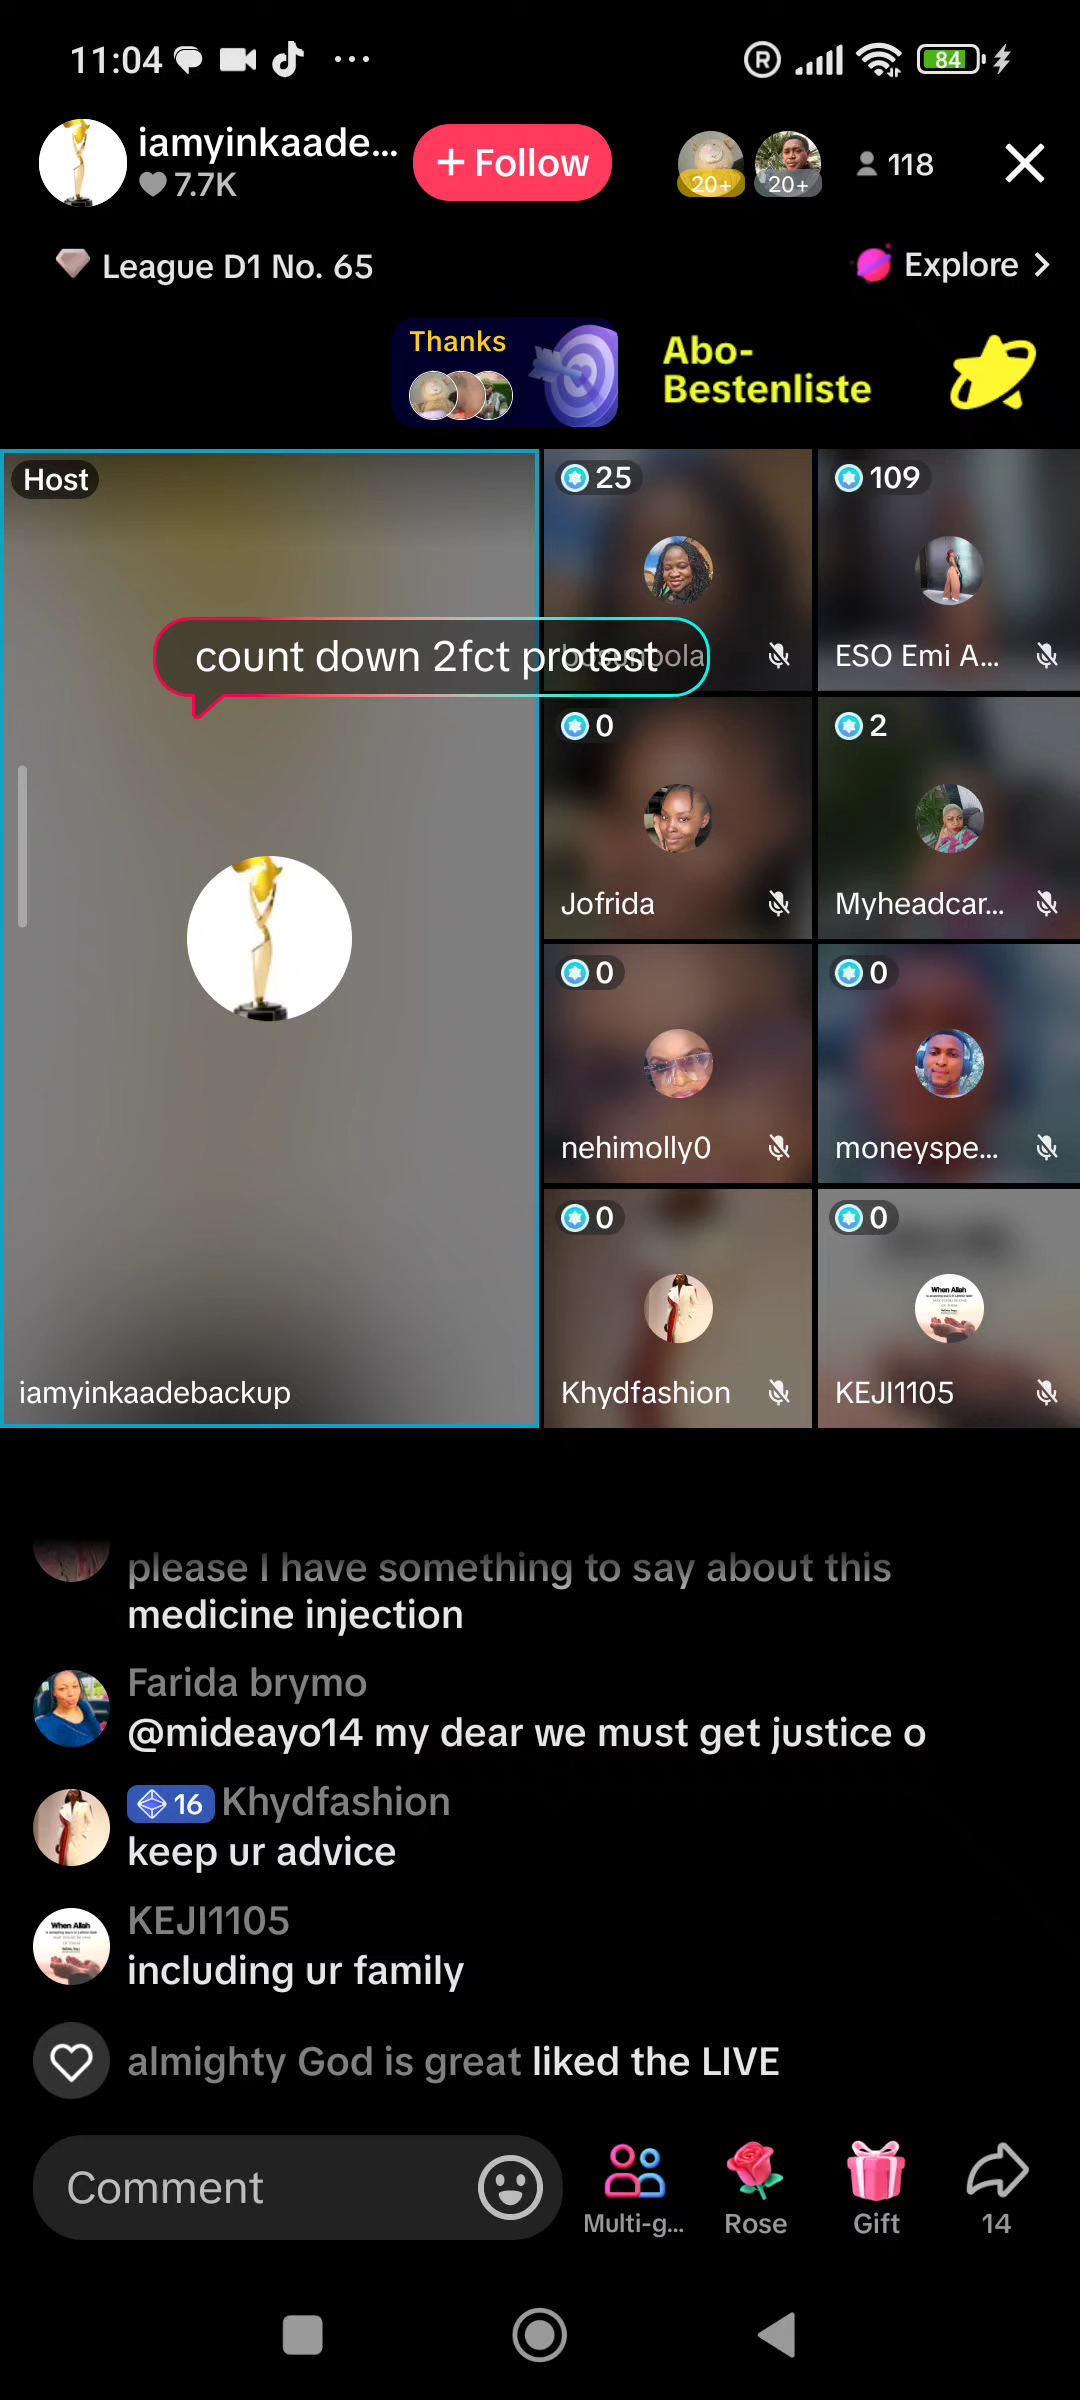 11:04
84
iamyinkaade...
7.7K
+ Follow
20+
20+
118
League D1 No. 65
Explore >
Thanks
Abo-
Bestenliste
Host
25
109
count down 2fct protest
ESO Emi A...
0
2
Jofrida
Myheadcar...
0
0
nehimolly0
moneyspe...
0
0
When Allah
iamyinkaadebackup
Khydfashion
KEJI1105
please I have something to say about this
medicine injection
Farida brymo
@mideayo14 my dear we must get justice o
16 Khydfashion
keep ur advice
When Allah
KEJI1105
including ur family
almighty God is great liked the LIVE
Comment
Multi-g...
Rose
Gift
14